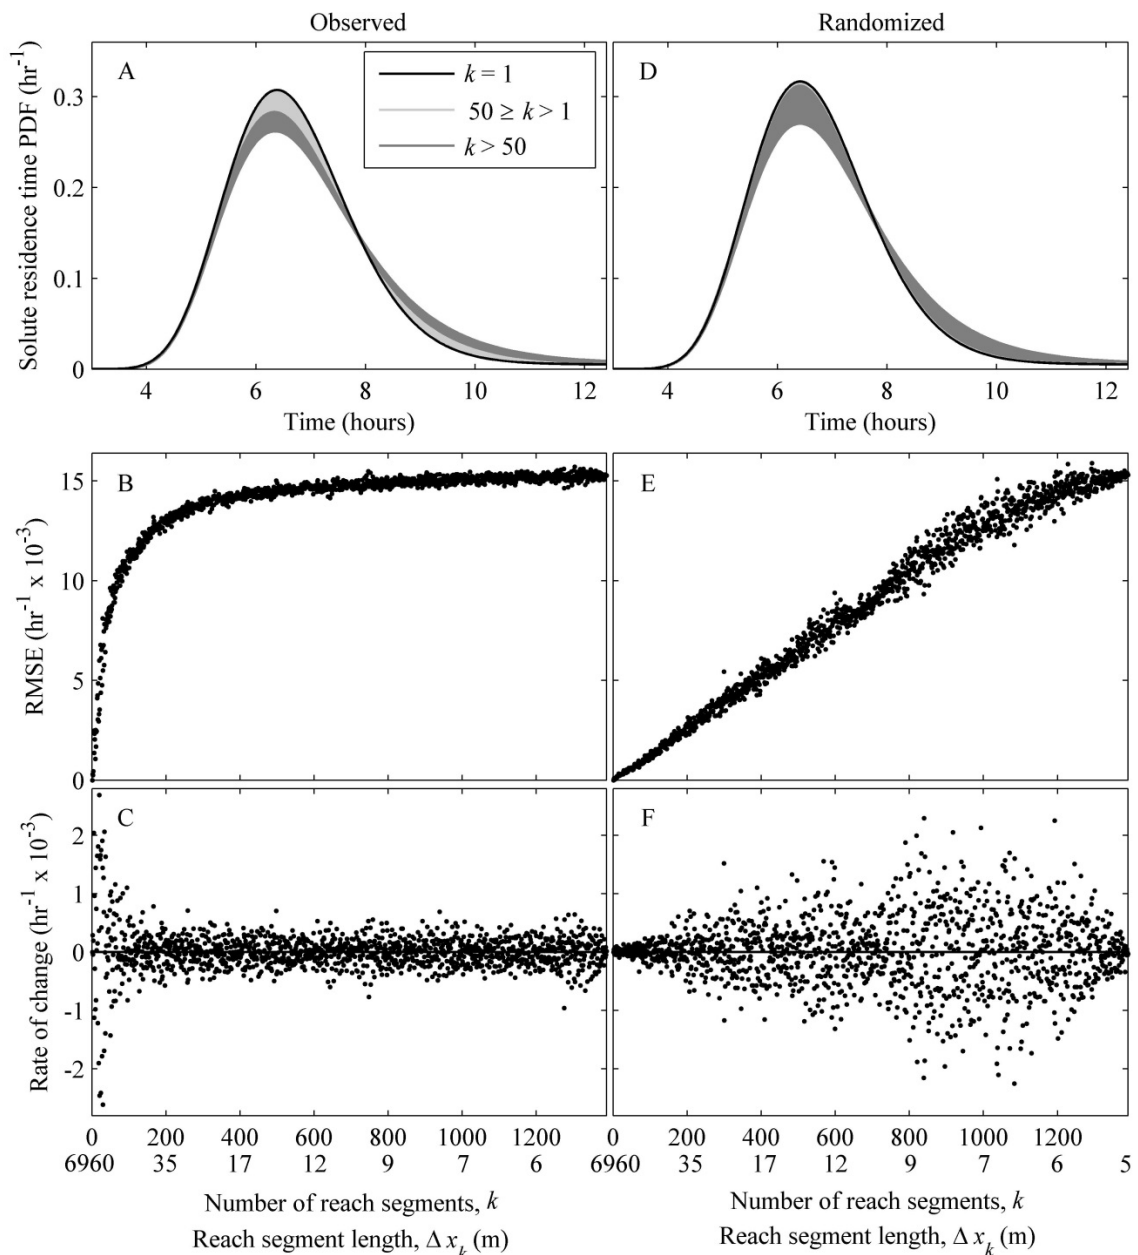 Observed
Randomized
Solute residence time PDF (hr⁻¹)
A
k = 1
50 ≥ k > 1
k > 50
D
0.3
0.2
0.1
0
4 6 8 10 12
4 6 8 10 12
Time (hours)
Time (hours)
RMSE (hr⁻¹ x 10⁻³)
B
E
15
10
5
0
Rate of change (hr⁻¹ x 10⁻³)
C
F
2
1
0
-1
-2
0 200 400 600 800 1000 1200 0 200 400 600 800 1000 1200
6960 35 17 12 9 7 6 6960 35 17 12 9 7 6 5
Number of reach segments, k
Number of reach segments, k
Reach segment length, Δ xₖ (m)
Reach segment length, Δ xₖ (m)